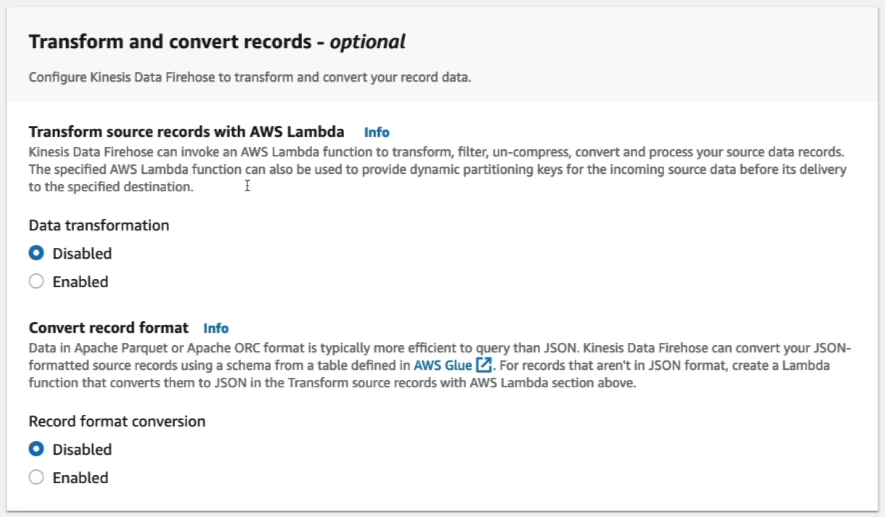 Transform and convert records - optional
Configure Kinesis Data Firehose to transform and convert your record data.
Transform source records with AWS Lambda Info
Kinesis Data Firehose can invoke an AWS Lambda function to transform, filter, un-compress, convert and process your source data records.
The specified AWS Lambda function can also be used to provide dynamic partitioning keys for the incoming source data before its delivery
to the specified destination.
Data transformation
Disabled
Enabled
Convert record format Info
Data in Apache Parquet or Apache ORC format is typically more efficient to query than JSON. Kinesis Data Firehose can convert your JSON-
formatted source records using a schema from a table defined in AWS Glue. For records that aren't in JSON format, create a Lambda
function that converts them to JSON in the Transform source records with AWS Lambda section above.
Record format conversion
Disabled
Enabled